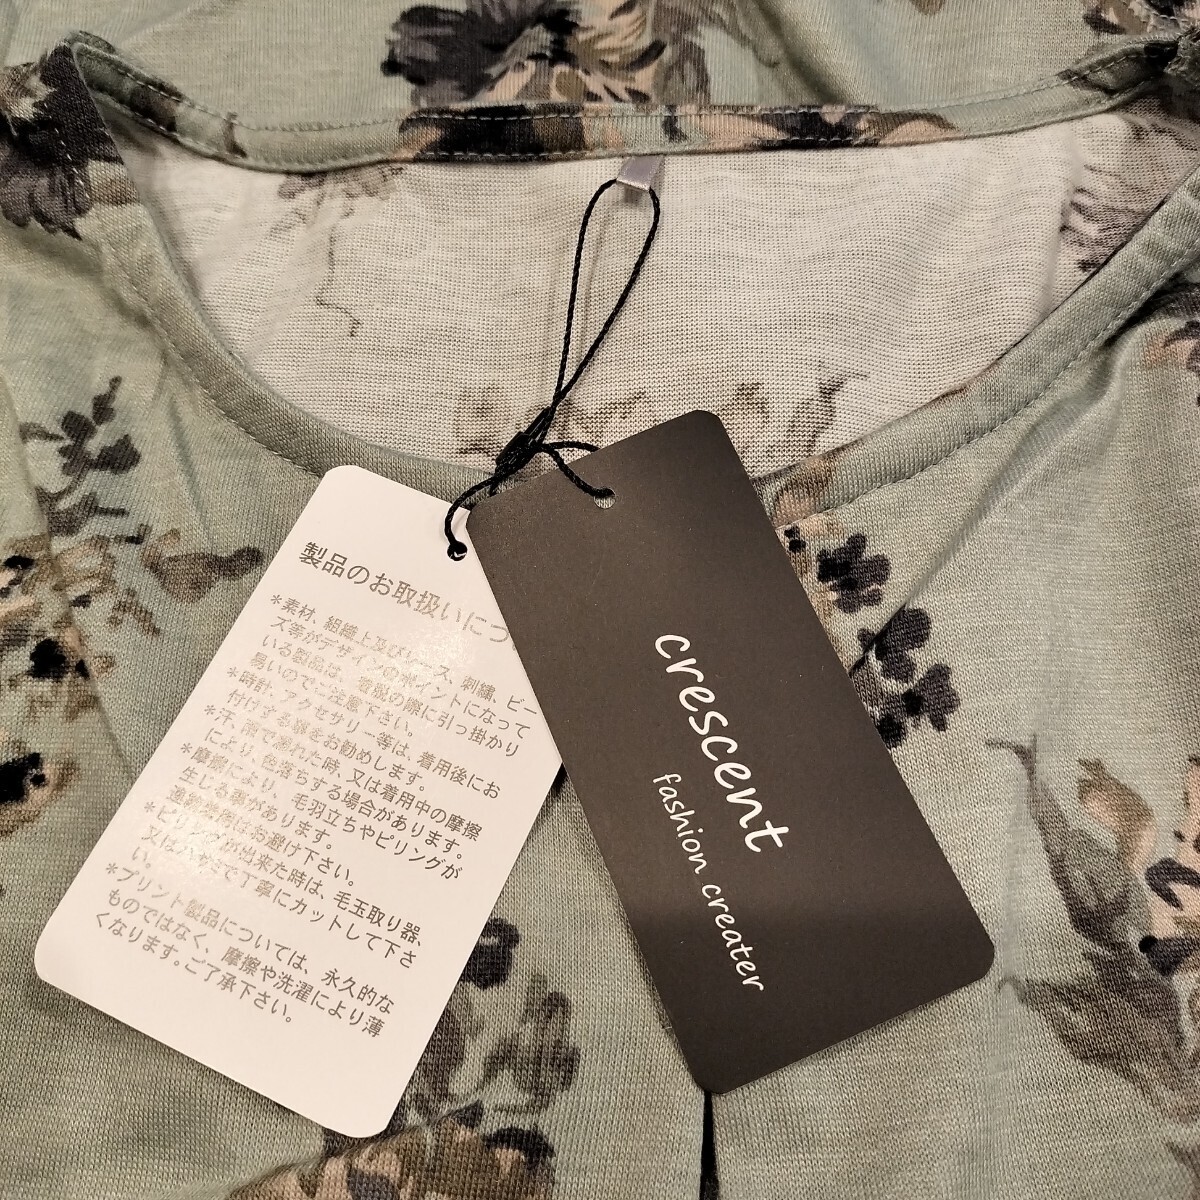 製品のお取扱いにつ
*素材、組織上及びレース、刺繍、ビー
ズ等がデザインのポイントになって
いる製品は、着脱の際に引っ掛かり
易いのでご注意下さい。
*時計、アクセサリー等は、着用後にお
付けする事をお勧めします。
*汗、雨で濡れた時、又は着用中の摩擦
により、色落ちする場合があります。
*摩擦により、毛羽立ちやピリングが
生じる事があります。
過剰摩擦はお避け下さい。
*ピリングが出来た時は、毛玉取り器、
又はハサミで丁寧にカットして下さ
い。
*プリント製品については、永久的な
ものではなく、摩擦や洗濯により薄
くなります。ご了承下さい。
crescent
fashion creater